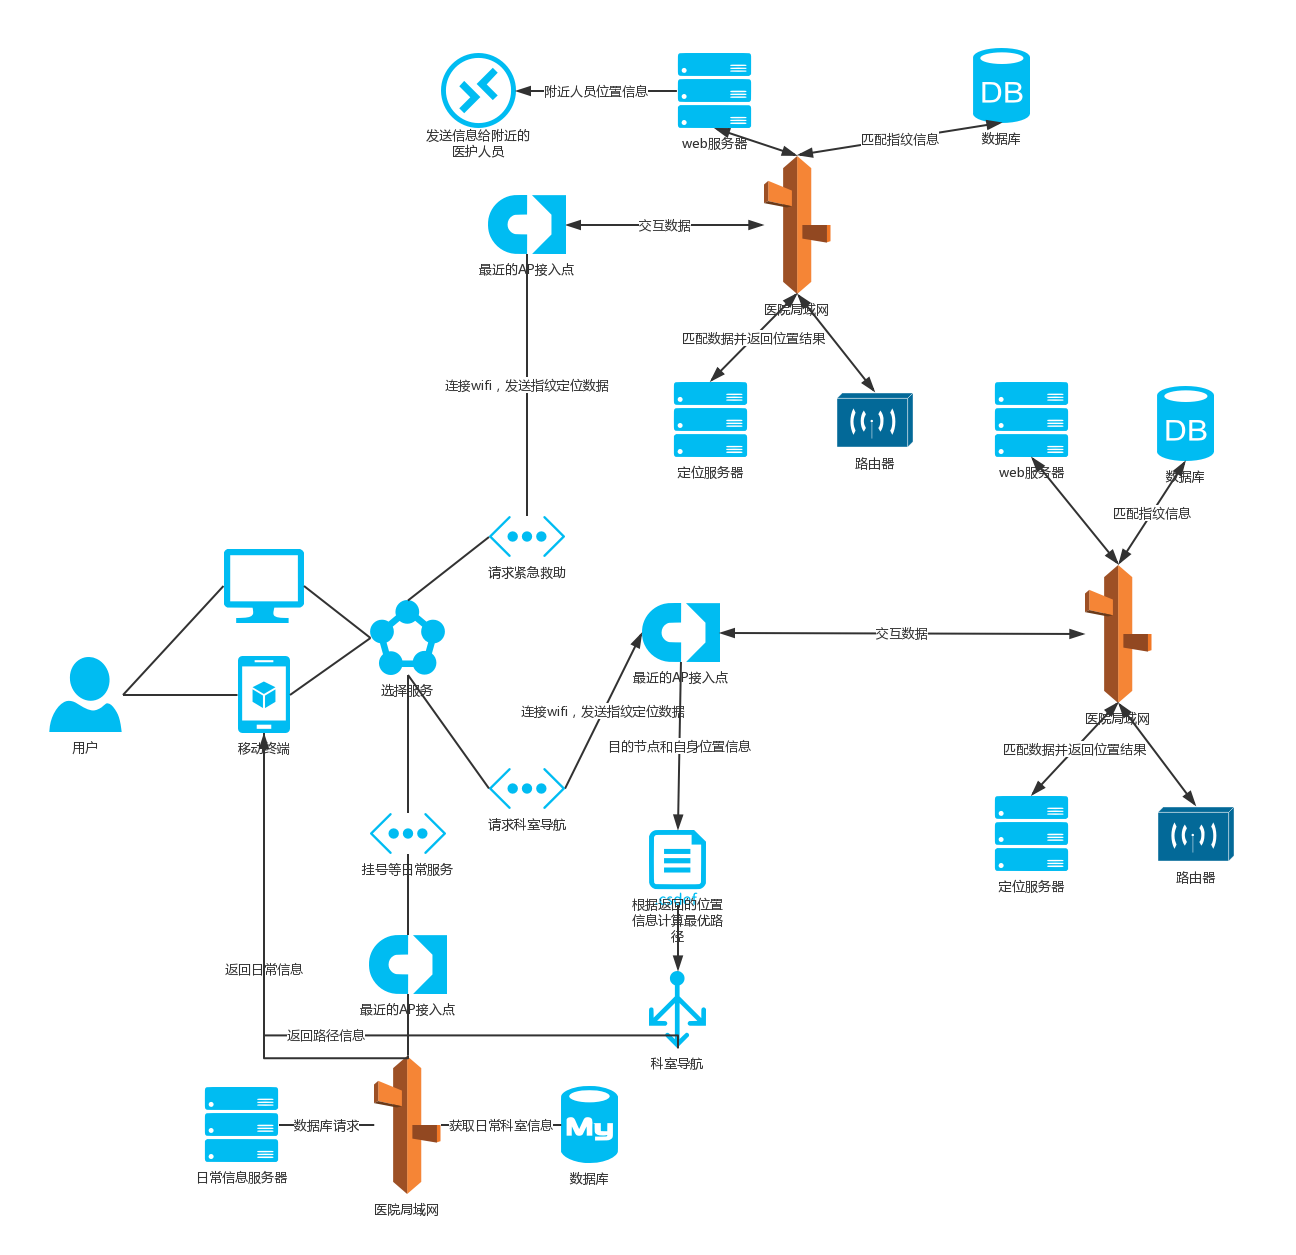 DB
附近人员位置信息
发送信息给附近的
医护人员
web服务器
匹配指纹信息
数据库
交互数据
最近的AP接入点
医院局域网
匹配数据并返回位置结果
连接wifi，发送指纹定位数据
定位服务器
路由器
DB
web服务器
数据库
匹配指纹信息
请求紧急救助
交互数据
选择服务
最近的AP接入点
连接wifi，发送指纹定位数据
医院局域网
用户
移动终端
目的节点和自身位置信息
匹配数据并返回位置结果
请求科室导航
挂号等日常服务
定位服务器
路由器
根据返回的位置
信息计算最优路
径
返回日常信息
最近的AP接入点
返回路径信息
科室导航
数据库请求
获取日常科室信息
My
日常信息服务器
数据库
医院局域网